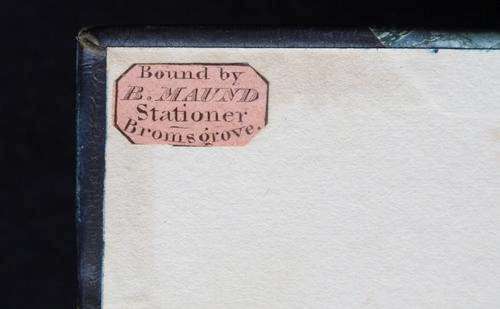 Bound by
B. MAUND
Stationer
Bromsgrove.